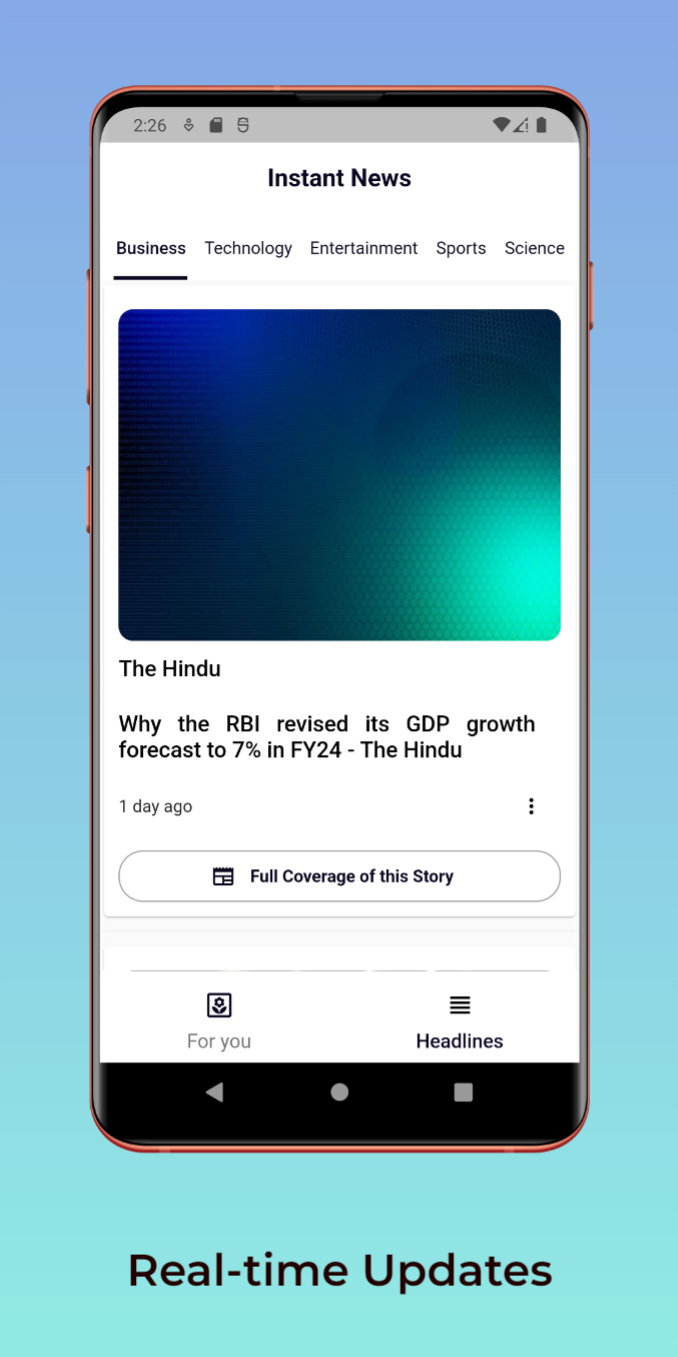 2:26
Instant News
Business Technology Entertainment Sports Science
The Hindu
Why the RBI revised its GDP growth
forecast to 7% in FY24 - The Hindu
1 day ago
Full Coverage of this Story
For you Headlines
Real-time Updates